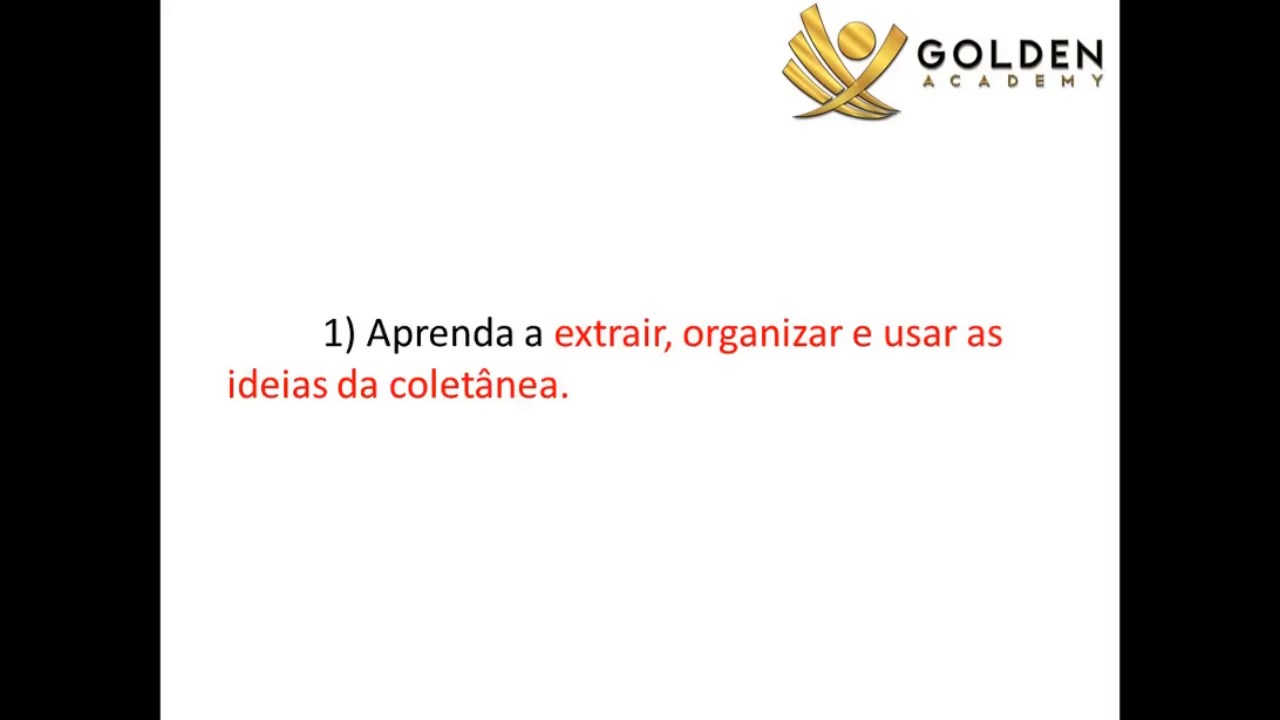 GOLDEN
ACADEMY
1) Aprenda a extrair, organizar e usar as
ideias da coletânea.